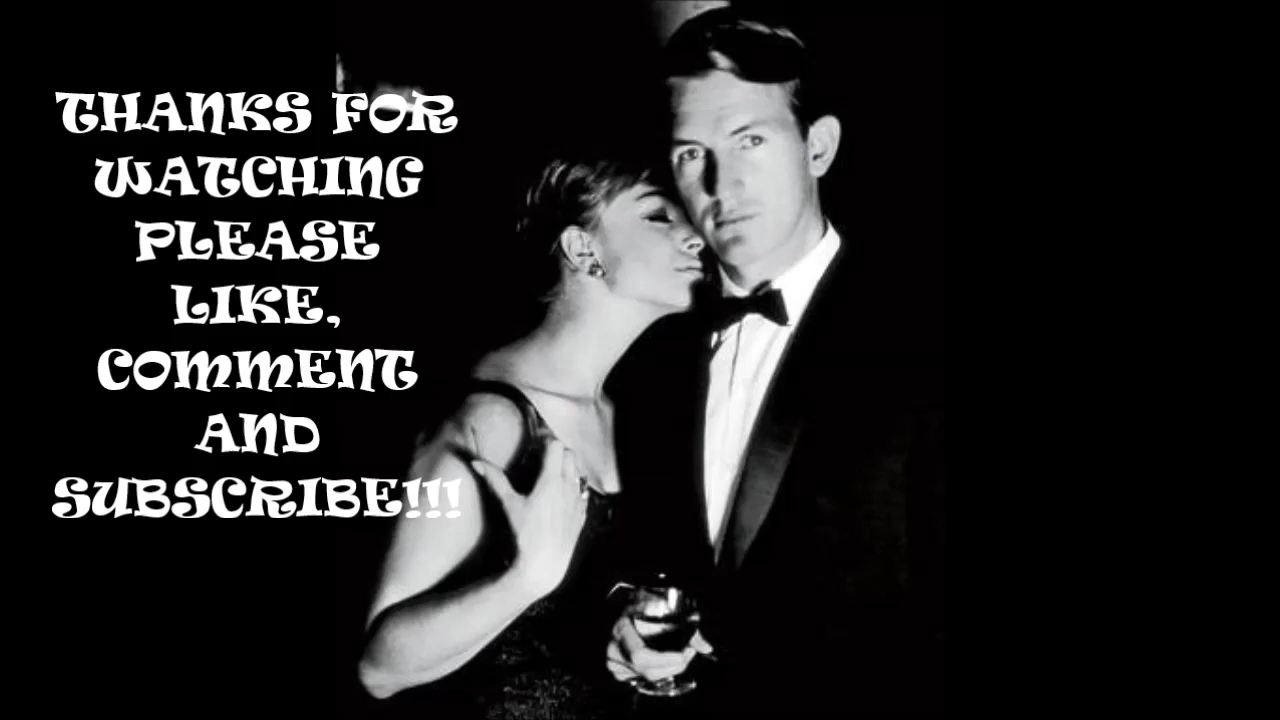 THANKS FOR
WATCHING
PLEASE
LIKE,
COMMENT
AND
SUBSCRIBE!!!